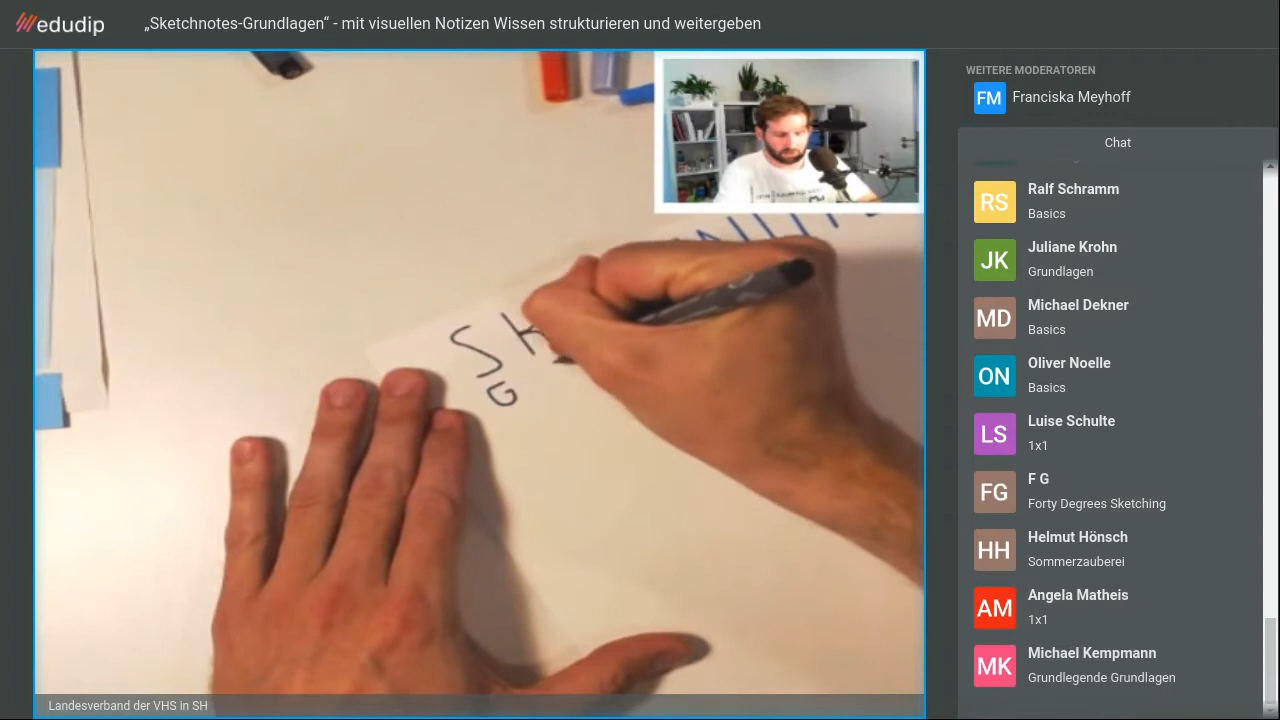 edudip
„Sketchnotes-Grundlagen“ - mit visuellen Notizen Wissen strukturieren und weitergeben
WEITERE MODERATOREN
FM
Franciska Meyhoff
Chat
RS
Ralf Schramm
Basics
JK
Juliane Krohn
Grundlagen
MD
Michael Dekner
Basics
ON
Oliver Noelle
Basics
LS
Luise Schulte
1x1
FG
F G
Forty Degrees Sketching
HH
Helmut Hönsch
Sommerzauberei
AM
Angela Matheis
1x1
MK
Michael Kempmann
Grundlegende Grundlagen
SK
G
Landesverband der VHS in SH